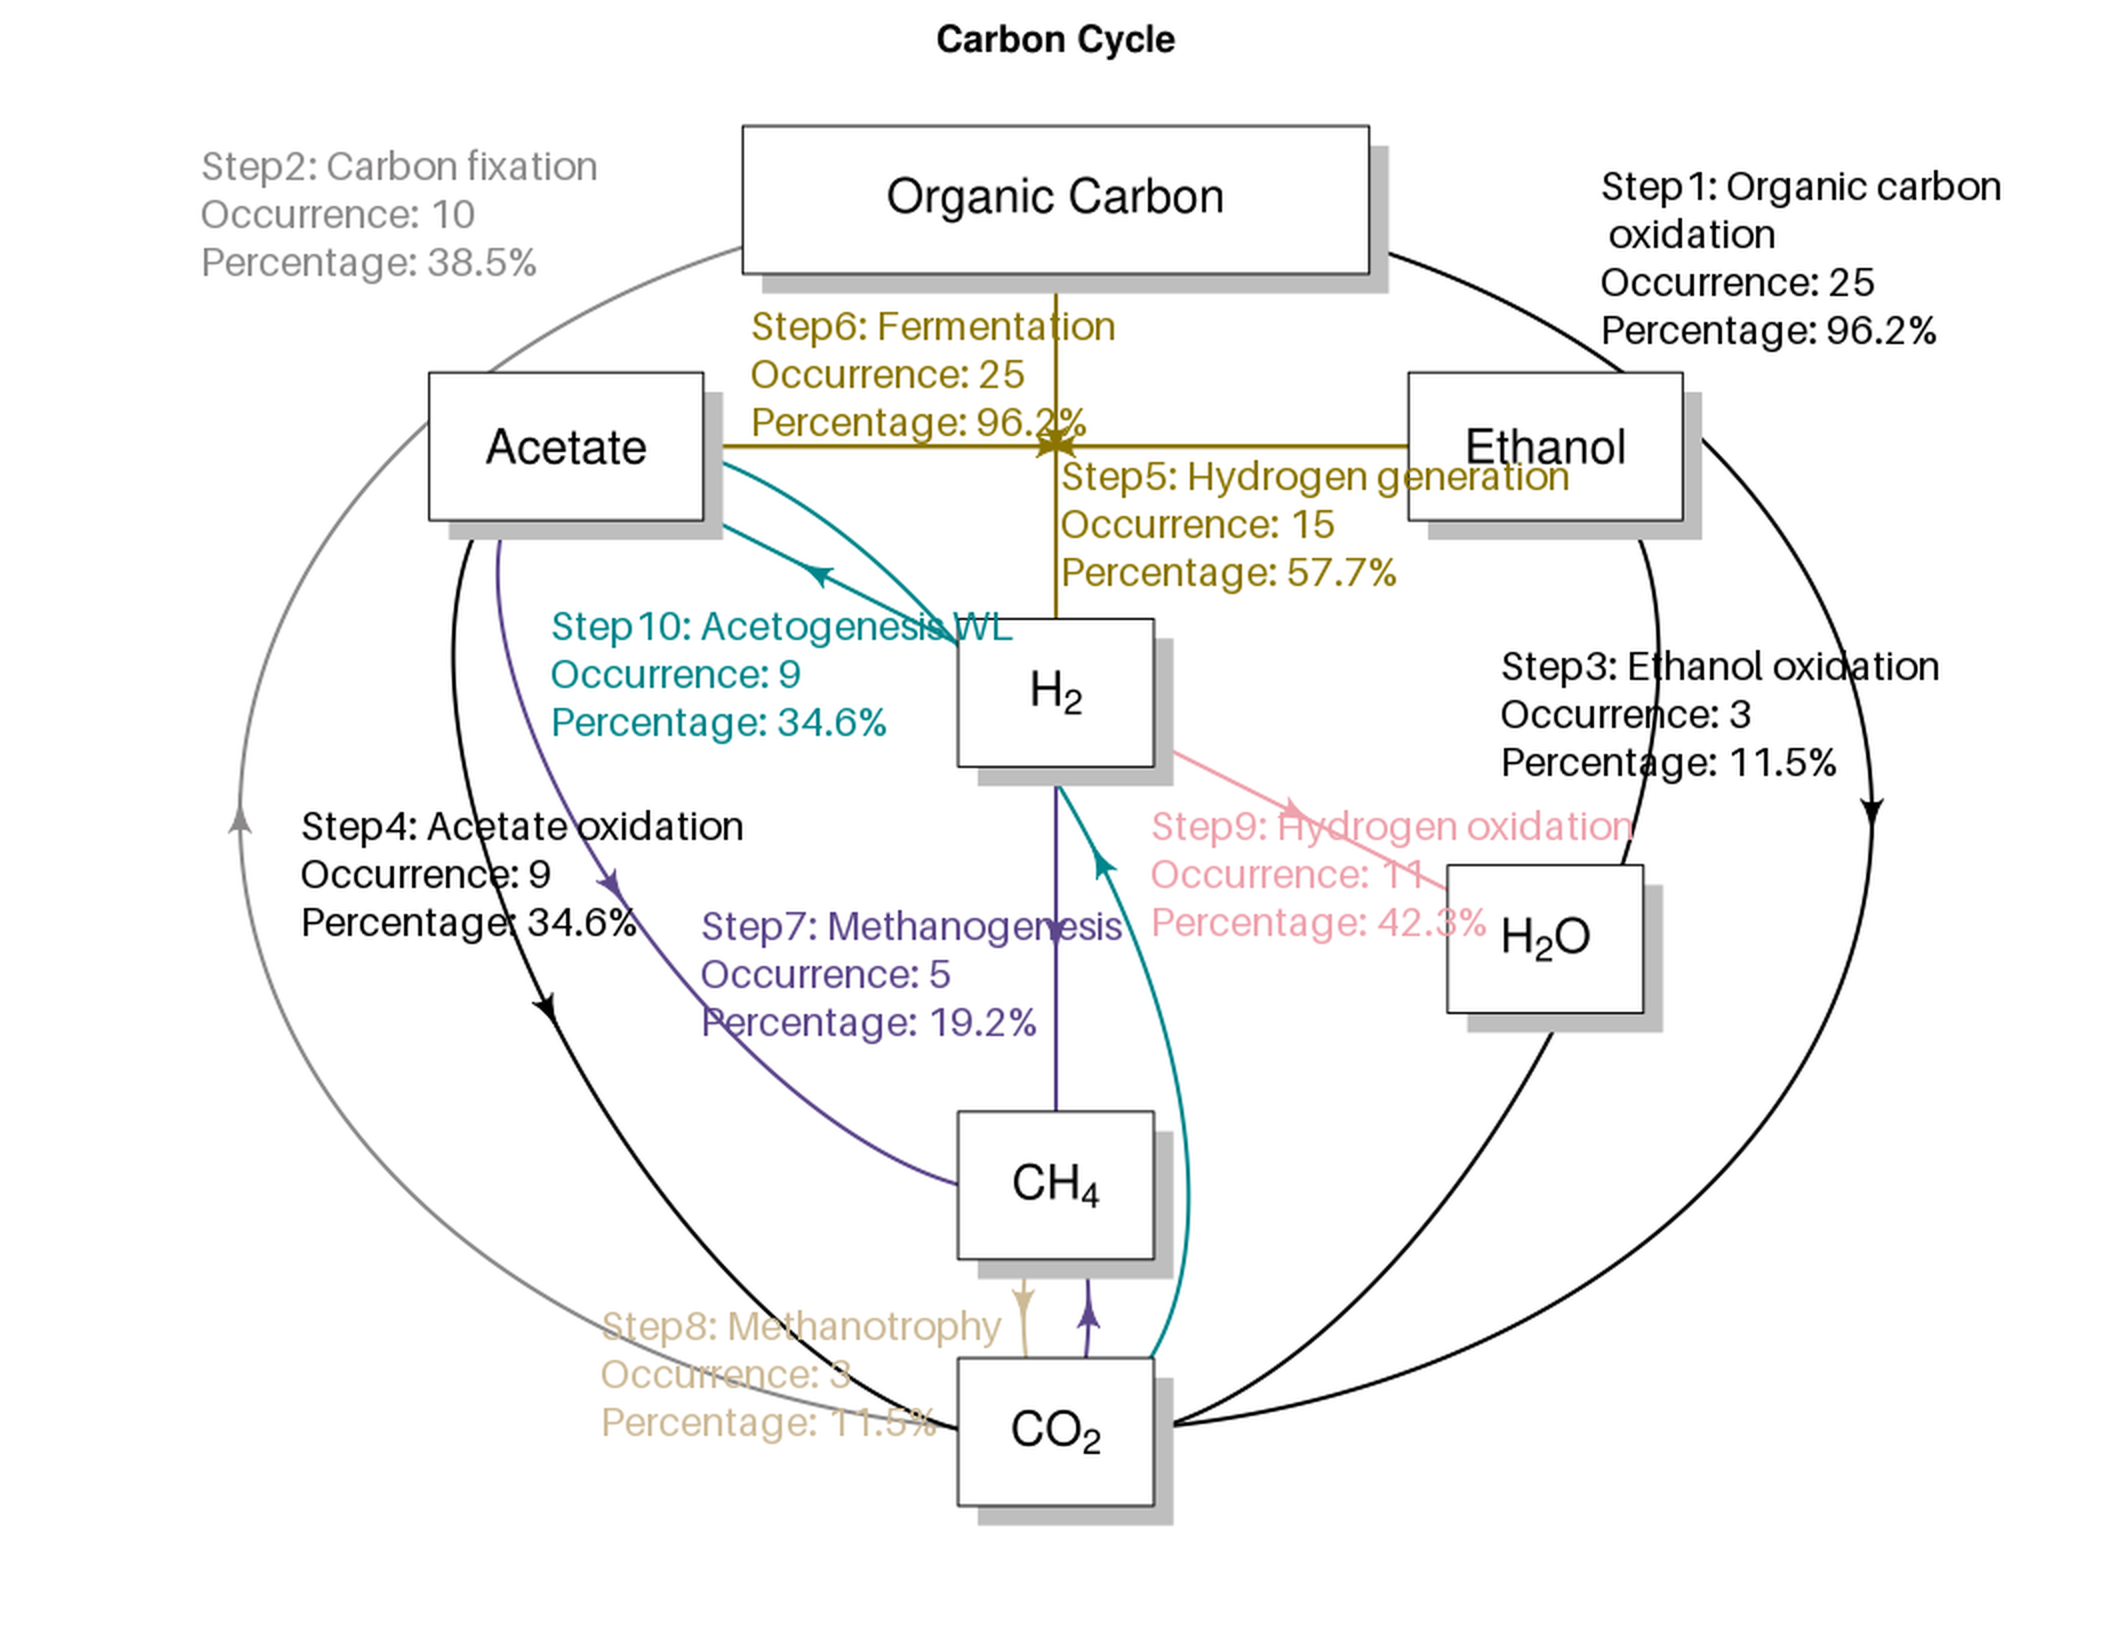 Carbon Cycle
Organic Carbon
Step2: Carbon fixation
Occurrence: 10
Percentage: 38.5%
Step1: Organic carbon
oxidation
Occurrence: 25
Percentage: 96.2%
Step6: Fermentation
Occurrence: 25
Percentage: 96.2%
Acetate
Ethanol
Step5: Hydrogen generation
Occurrence: 15
Percentage: 57.7%
Step10: Acetogenesis WL
Occurrence: 9
Percentage: 34.6%
H₂
Step3: Ethanol oxidation
Occurrence: 3
Percentage: 11.5%
Step4: Acetate oxidation
Occurrence: 9
Percentage: 34.6%
Step9: Hydrogen oxidation
Occurrence: 11
Percentage: 42.3%
H₂O
Step7: Methanogenesis
Occurrence: 5
Percentage: 19.2%
CH₄
Step8: Methanotrophy
Occurrence: 3
Percentage: 11.5%
CO₂